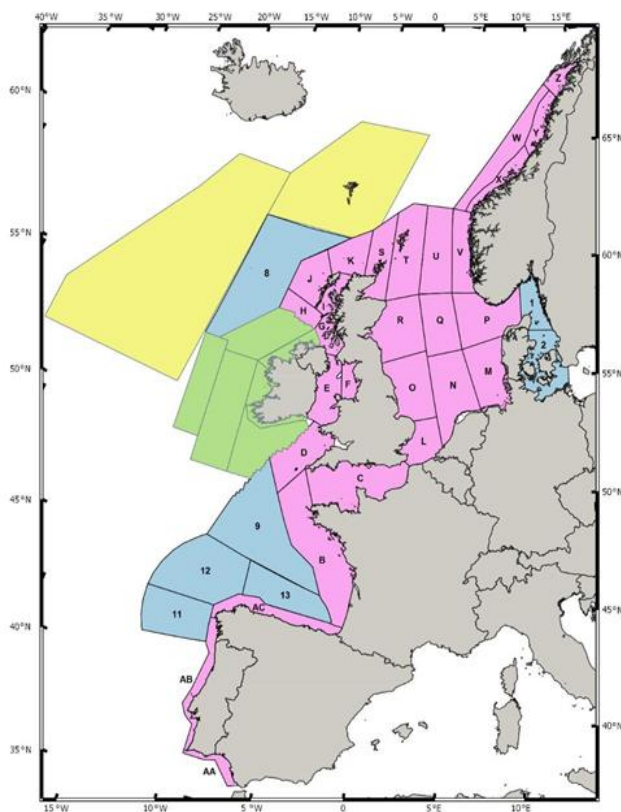 40°W 35°W 30°W 25°W 20°W 15°W 10°W 5°W 0 5°E 10°E 15°E
Z
60°N
W
Y
65°N
X
55°N
8
K
S
T
U
V
60°N
J
H
I
1
G
R
Q
P
2
50°N
E
F
O
N
M
55°N
L
D
C
45°N
50°N
9
B
12
13
11
AC
45°N
40°N
AB
40°N
35°N
AA
15°W 10°W 5°W 0 5°E 10°E